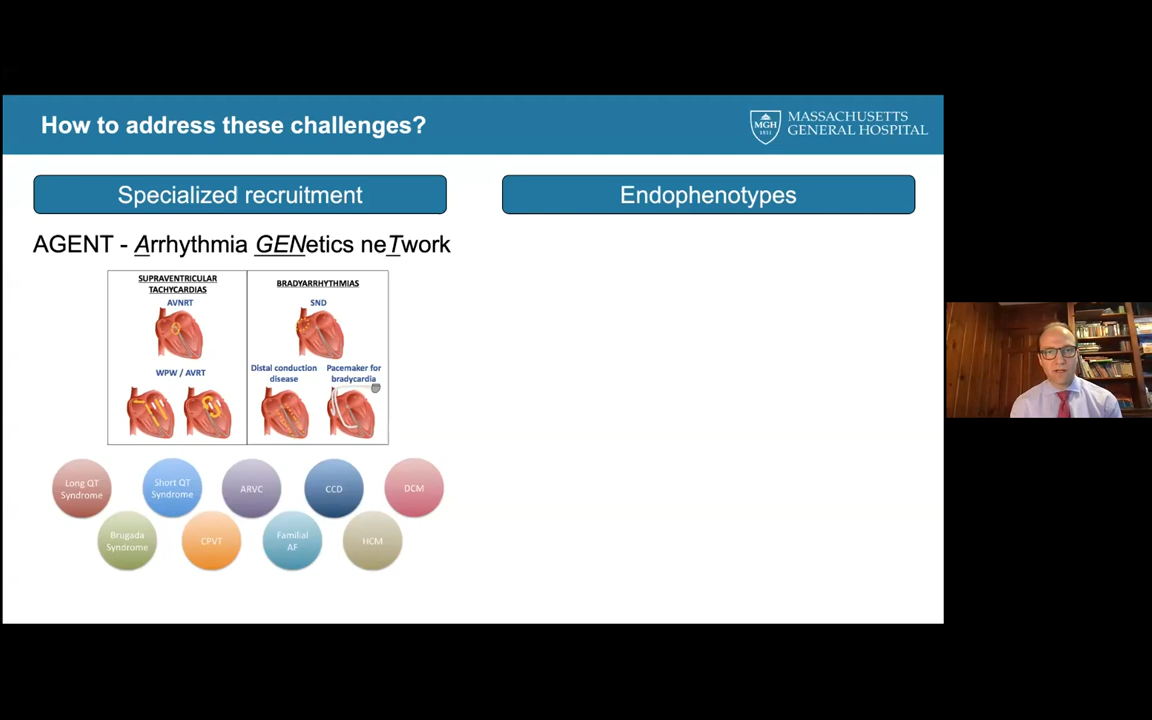 How to address these challenges?
MGH
1811
MASSACHUSETTS
GENERAL HOSPITAL
Specialized recruitment
AGENT - Arrhythmia GENetics neTwork
SUPRAVENTRICULAR
TACHYCARDIAS
AVNRT
WPW / AVRT
BRADYARRHYTHMIAS
SND
Distal conduction
disease
Pacemaker for
bradycardia
Long QT
Syndrome
Short QT
Syndrome
ARVC
CCD
DCM
Brugada
Syndrome
CPVT
Familial
AF
HCM
Endophenotypes